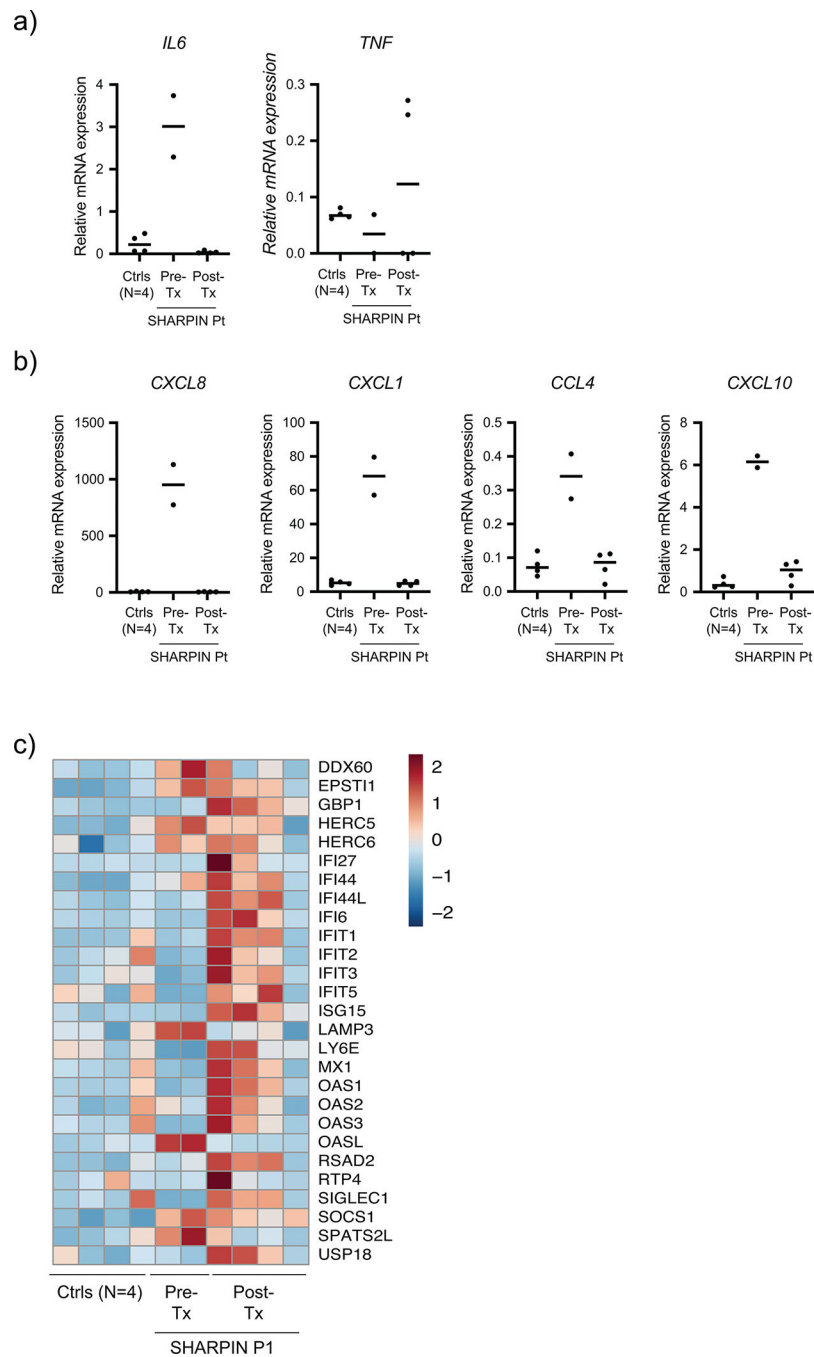 a)
IL6
TNF
Relative mRNA expression
4
3
2
1
0
Ctrls
(N=4)
Pre-
Tx
Post-
Tx
SHARPIN Pt
Relative mRNA expression
0.3
0.2
0.1
0.0
Ctrls
(N=4)
Pre-
Tx
Post-
Tx
SHARPIN Pt
b)
CXCL8
CXCL1
CCL4
CXCL10
Relative mRNA expression
1500
1000
500
0
Ctrls
(N=4)
Pre-
Tx
Post-
Tx
SHARPIN Pt
Relative mRNA expression
100
80
60
40
20
0
Ctrls
(N=4)
Pre-
Tx
Post-
Tx
SHARPIN Pt
Relative mRNA expression
0.5
0.4
0.3
0.2
0.1
0.0
Ctrls
(N=4)
Pre-
Tx
Post-
Tx
SHARPIN Pt
Relative mRNA expression
8
6
4
2
0
Ctrls
(N=4)
Pre-
Tx
Post-
Tx
SHARPIN Pt
c)
DDX60
EPSTI1
GBP1
HERC5
HERC6
IFI27
IFI44
IFI44L
IFI6
IFIT1
IFIT2
IFIT3
IFIT5
ISG15
LAMP3
LY6E
MX1
OAS1
OAS2
OAS3
OASL
RSAD2
RTP4
SIGLEC1
SOCS1
SPATS2L
USP18
2
1
0
−1
−2
Ctrls (N=4)
Pre-
Tx
Post-
Tx
SHARPIN P1